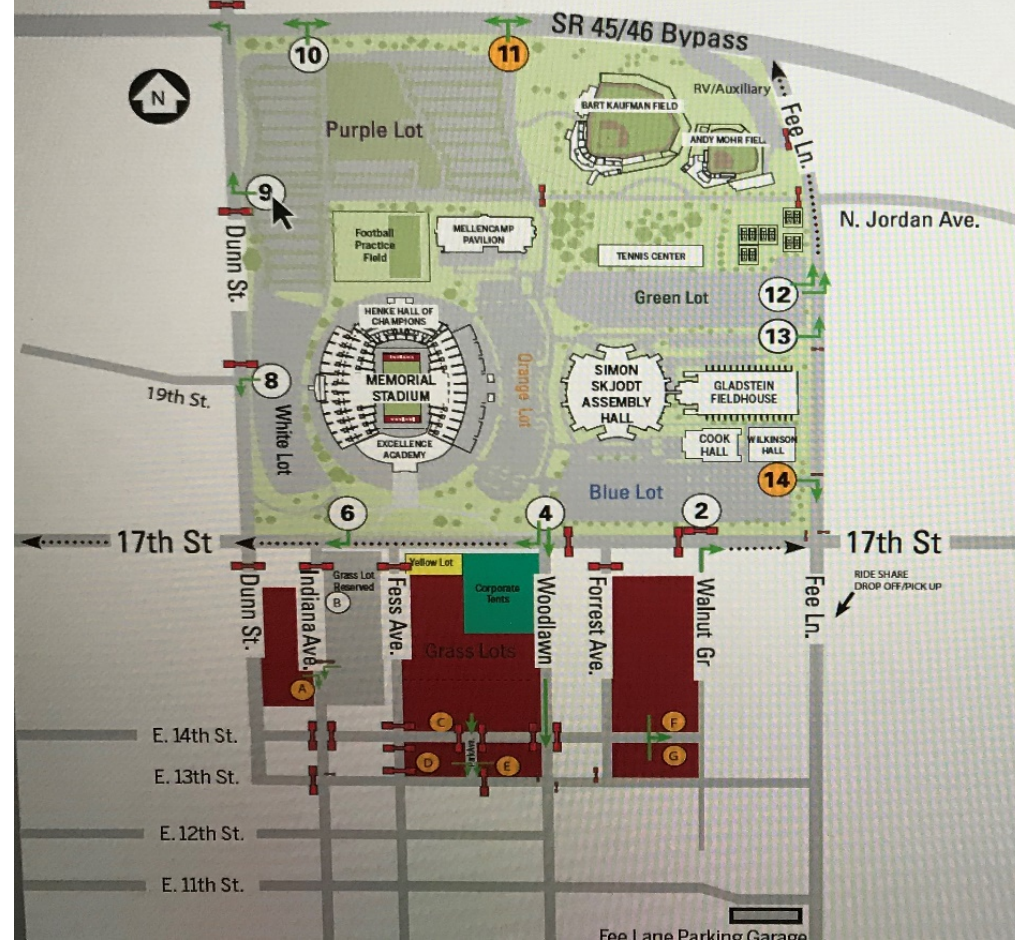 SR 45/46 Bypass
10
11
N
RV/Auxiliary
BART KAUFMAN FIELD
Fee Ln.
Purple Lot
ANDY MOHR FIELD
9
N. Jordan Ave.
Dunn St.
Football
Practice
Field
MELLENCAMP
PAVILION
TENNIS CENTER
12
Green Lot
HENKE HALL OF
CHAMPIONS
13
Orange Lot
8
19th St.
MEMORIAL
STADIUM
SIMON
SKJODT
ASSEMBLY
HALL
GLADSTEIN
FIELDHOUSE
White Lot
EXCELLENCE
ACADEMY
COOK
HALL
WILKINSON
HALL
14
Blue Lot
6
4
2
17th St
17th St
Yellow Lot
Dunn St.
Indiana Ave.
Grass Lot
Reserved
B
Fess Ave.
Corporate
Tents
Woodlawn
Forrest Ave.
Walnut Gr
Fee Ln.
RIDE SHARE
DROP OFF/PICK UP
Grass Lots
A
C
F
E. 14th St.
D
E
G
E. 13th St.
E. 12th St.
E. 11th St.
Fee Lane Parking Garage